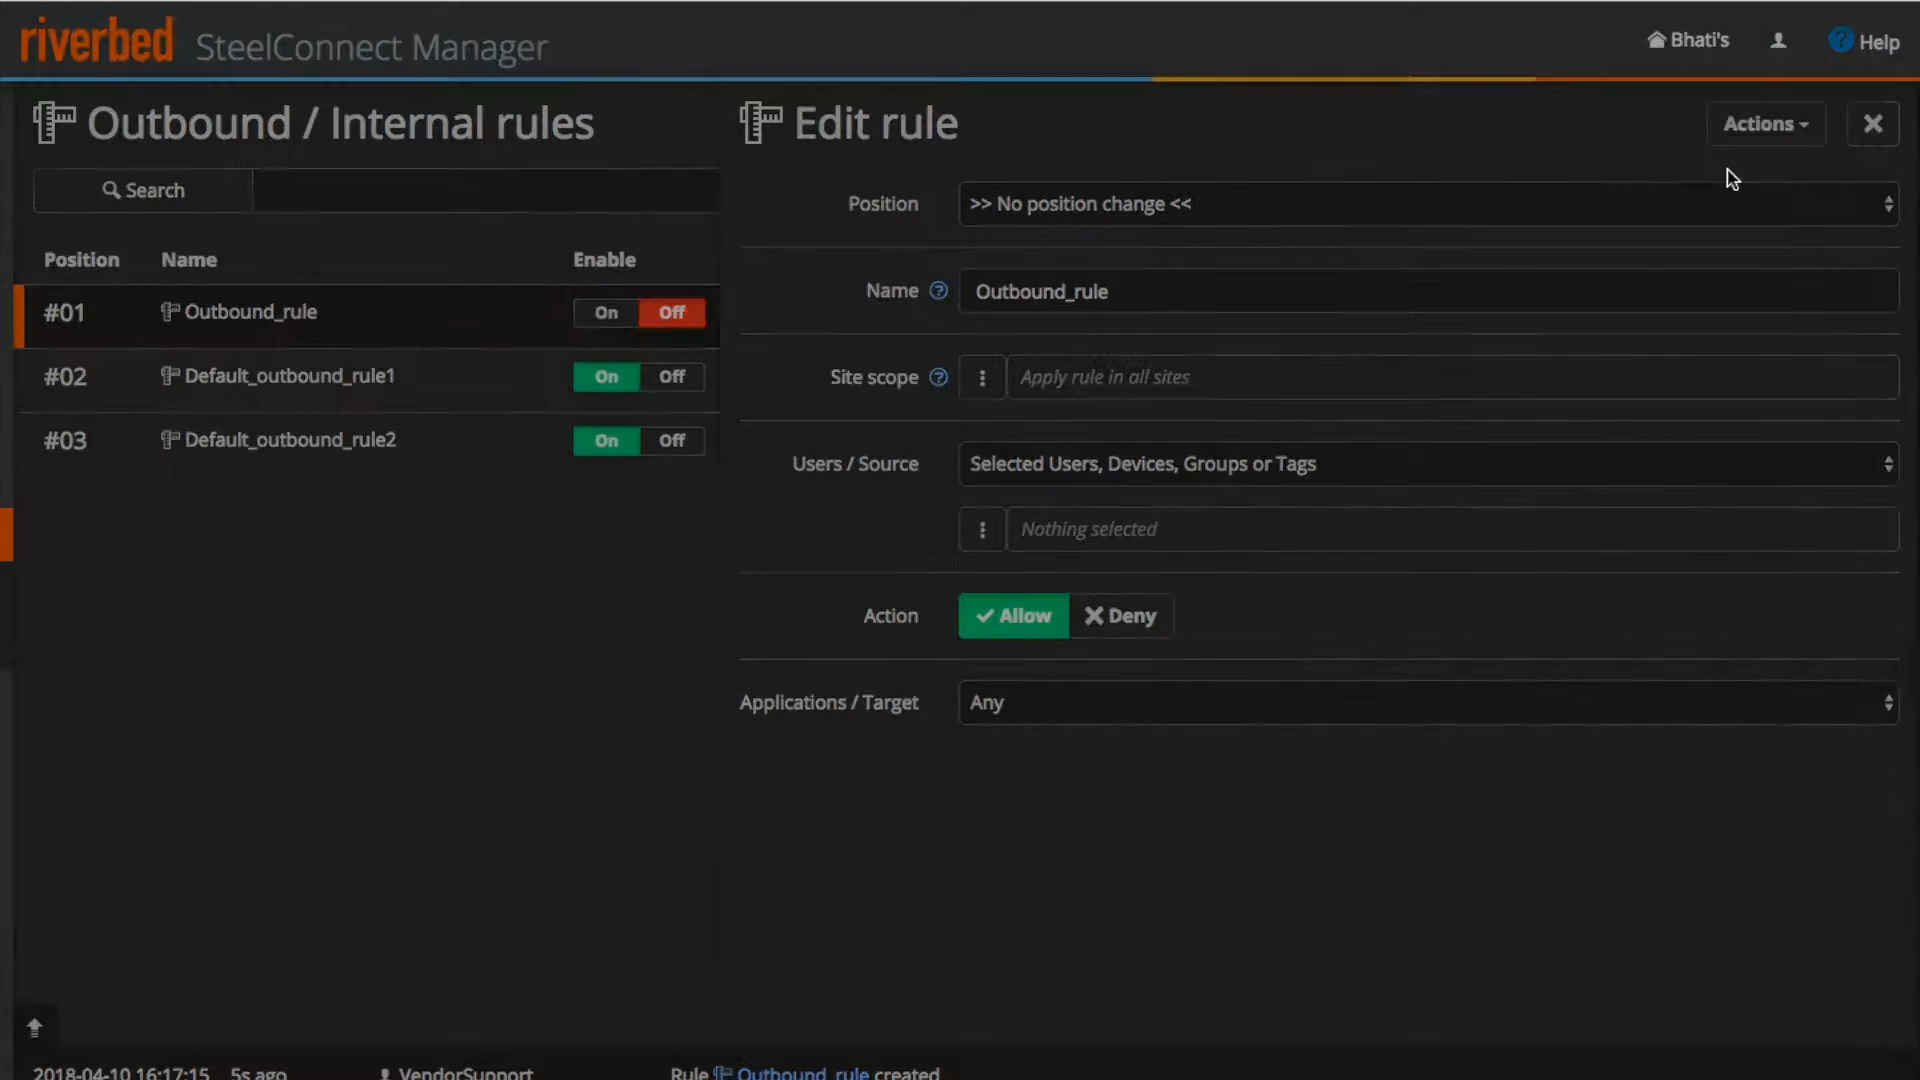 riverbed SteelConnect Manager
Bhati's
? Help
Outbound / Internal rules
Search
Position Name Enable
#01 Outbound_rule On Off
#02 Default_outbound_rule1 On Off
#03 Default_outbound_rule2 On Off
Edit rule
Actions
Position >> No position change <<
Name ? Outbound_rule
Site scope ? Apply rule in all sites
Users / Source Selected Users, Devices, Groups or Tags
Nothing selected
Action Allow Deny
Applications / Target Any
2018-04-10 16:17:15 5s ago VendorSupport Rule Outbound_rule created